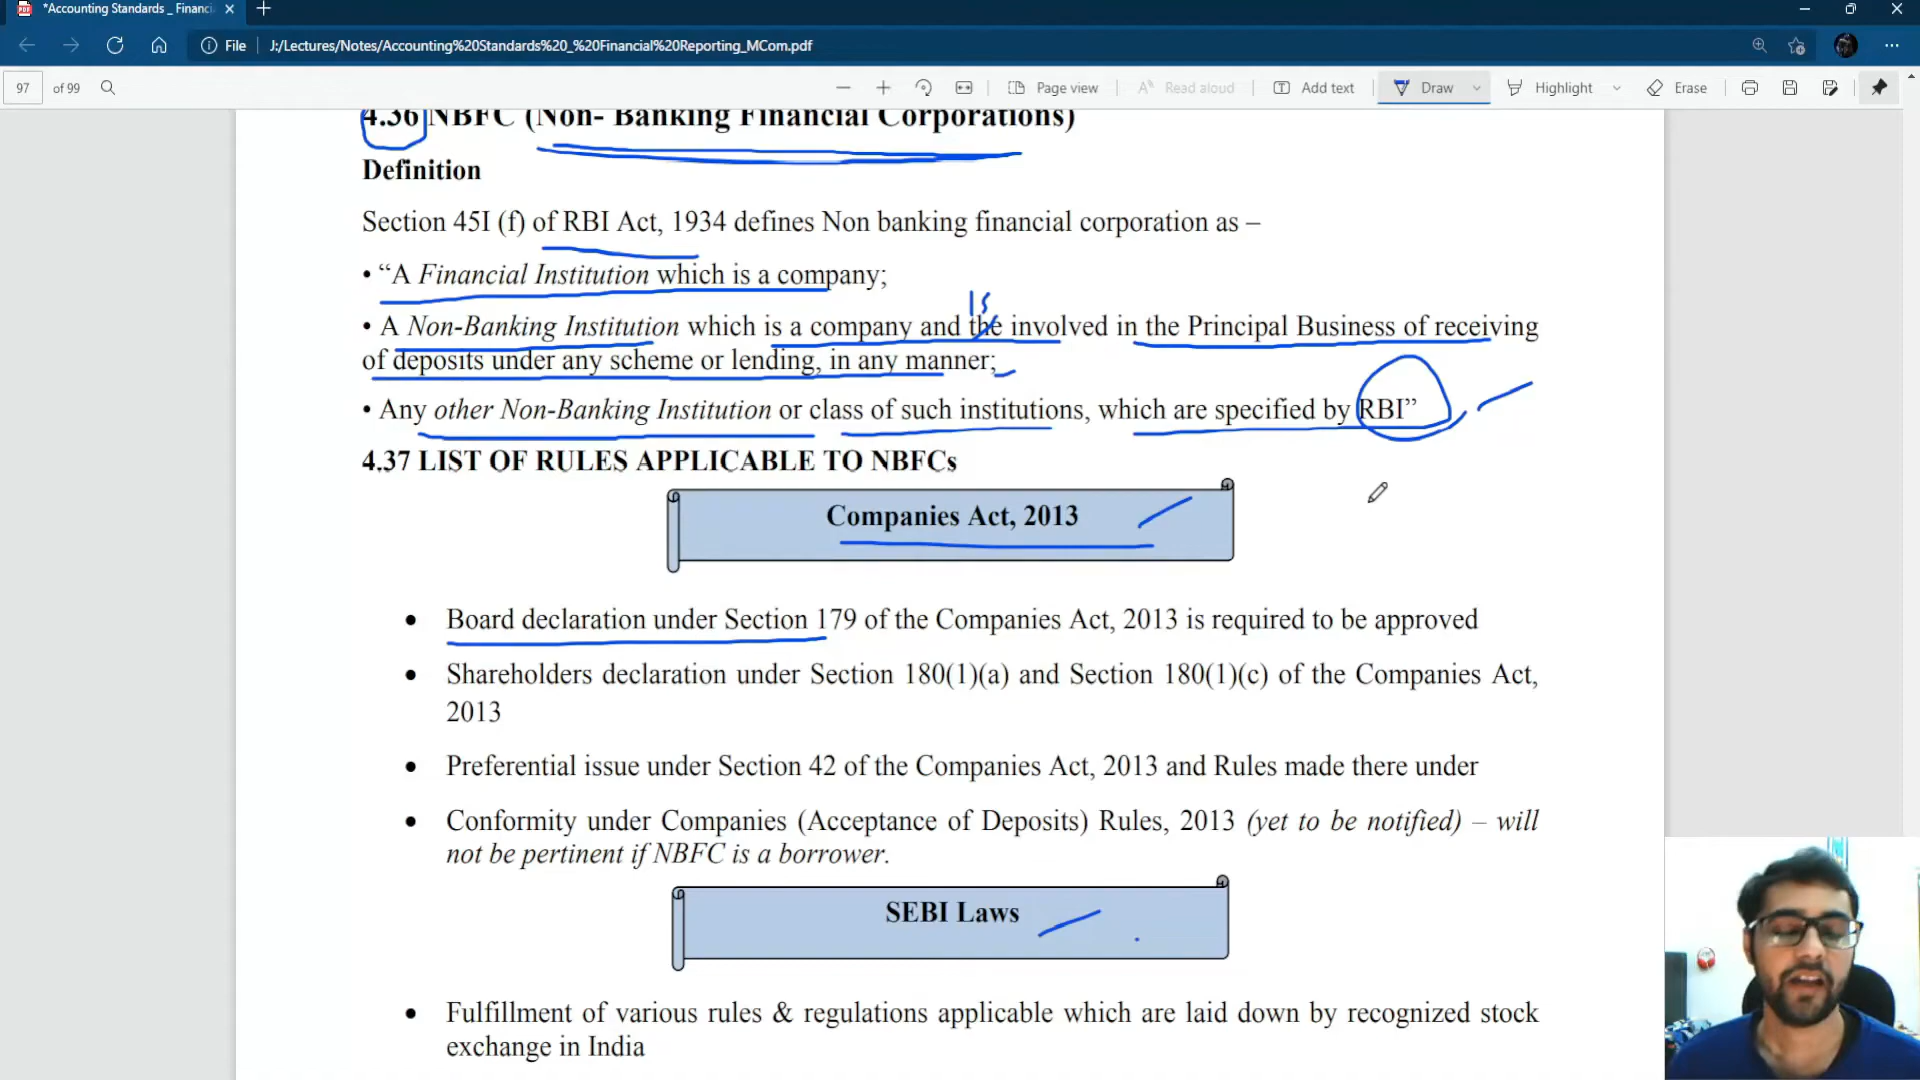 *Accounting Standards _ Financi
File J:/Lectures/Notes/Accounting%20Standards%20_%20Financial%20Reporting_MCom.pdf
97 of 99 Page view Read aloud Add text Draw Highlight Erase
4.36 NBFC (Non- Banking Financial Corporations)
Definition
Section 45I (f) of RBI Act, 1934 defines Non banking financial corporation as –
• “A Financial Institution which is a company;
is
• A Non-Banking Institution which is a company and the involved in the Principal Business of receiving
of deposits under any scheme or lending, in any manner;
• Any other Non-Banking Institution or class of such institutions, which are specified by RBI”
4.37 LIST OF RULES APPLICABLE TO NBFCs
Companies Act, 2013
• Board declaration under Section 179 of the Companies Act, 2013 is required to be approved
• Shareholders declaration under Section 180(1)(a) and Section 180(1)(c) of the Companies Act,
2013
• Preferential issue under Section 42 of the Companies Act, 2013 and Rules made there under
• Conformity under Companies (Acceptance of Deposits) Rules, 2013 (yet to be notified) – will
not be pertinent if NBFC is a borrower.
SEBI Laws
• Fulfillment of various rules & regulations applicable which are laid down by recognized stock
exchange in India